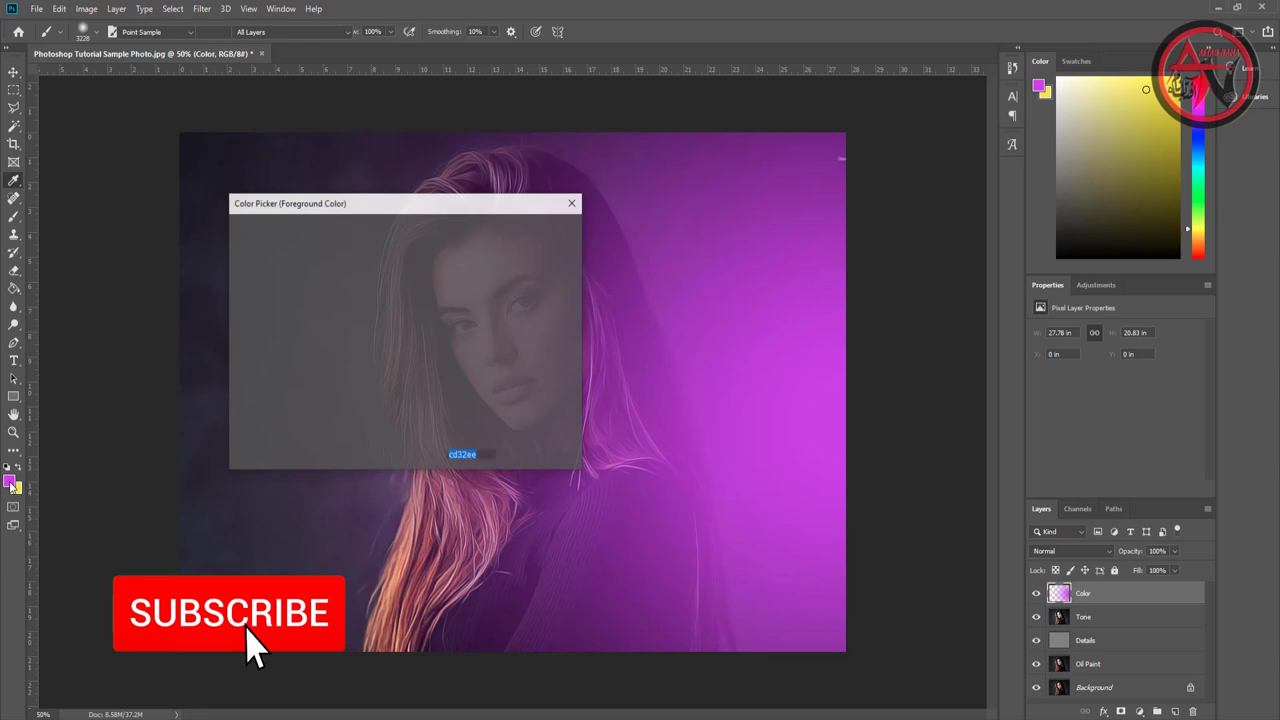 File Edit Image Layer Type Select Filter 3D View Window Help
3228 Point Sample All Layers 100% Smoothing: 10%
Photoshop Tutorial Sample Photo.jpg @ 50% (Color, RGB/8#) *
Color Swatches
Libraries
Color Picker (Foreground Color)
cd32ee
Properties Adjustments
Pixel Layer Properties
W: 27.78 in H: 20.83 in
X: 0 in Y: 0 in
Layers Channels Paths
Kind
Normal Opacity: 100%
Lock: Fill: 100%
Color
Tone
Details
Oil Paint
Background
SUBSCRIBE
50% Doc: 8.58M/37.2M